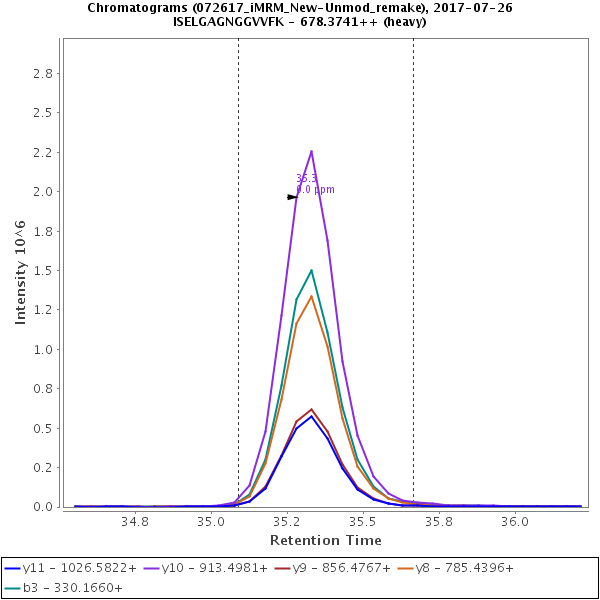 Chromatograms (072617_iMRM_New-Unmod_remake), 2017-07-26
ISELGAGNGGVVFK - 678.3741++ (heavy)
Intensity 10^6
2.8
2.5
2.2
2.0
1.8
1.5
1.2
1.0
0.8
0.5
0.2
0.0
35.3
0.0 ppm
34.8
35.0
35.2
35.5
35.8
36.0
Retention Time
y11 - 1026.5822+
y10 - 913.4981+
y9 - 856.4767+
y8 - 785.4396+
b3 - 330.1660+